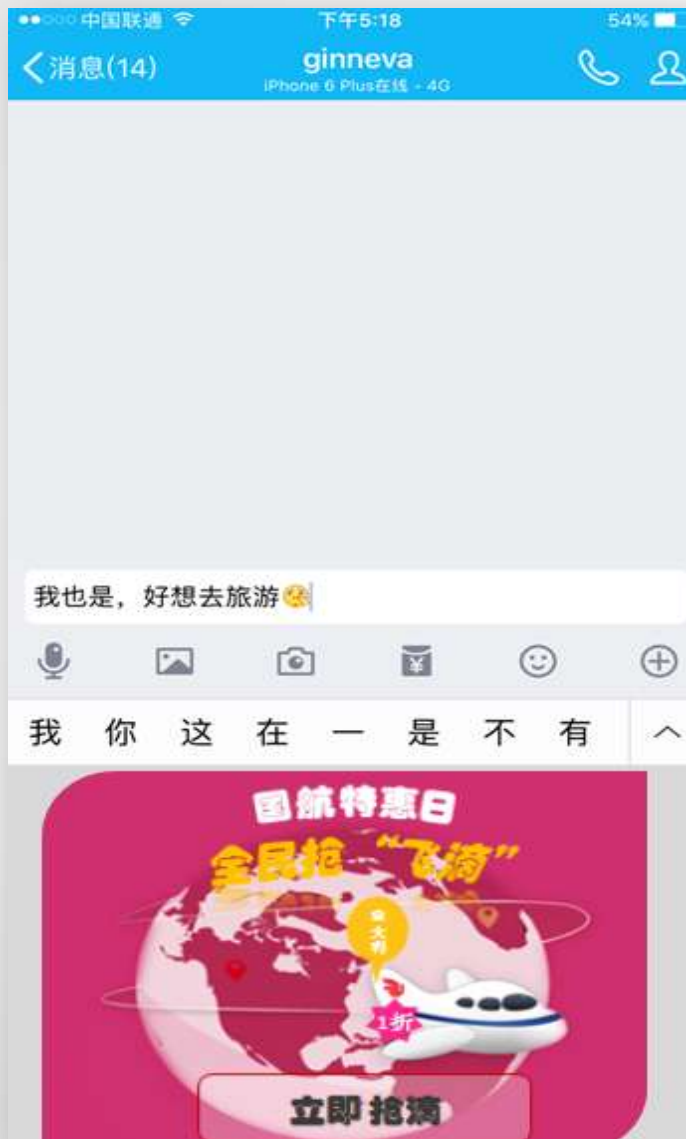 中国联通 下午5:18 54%
消息(14) ginneva
iPhone 6 Plus在线 - 4G
我也是，好想去旅游
我 你 这 在 一 是 不 有
国航特惠日
全民抢“飞滴”
1折
立即抢滴